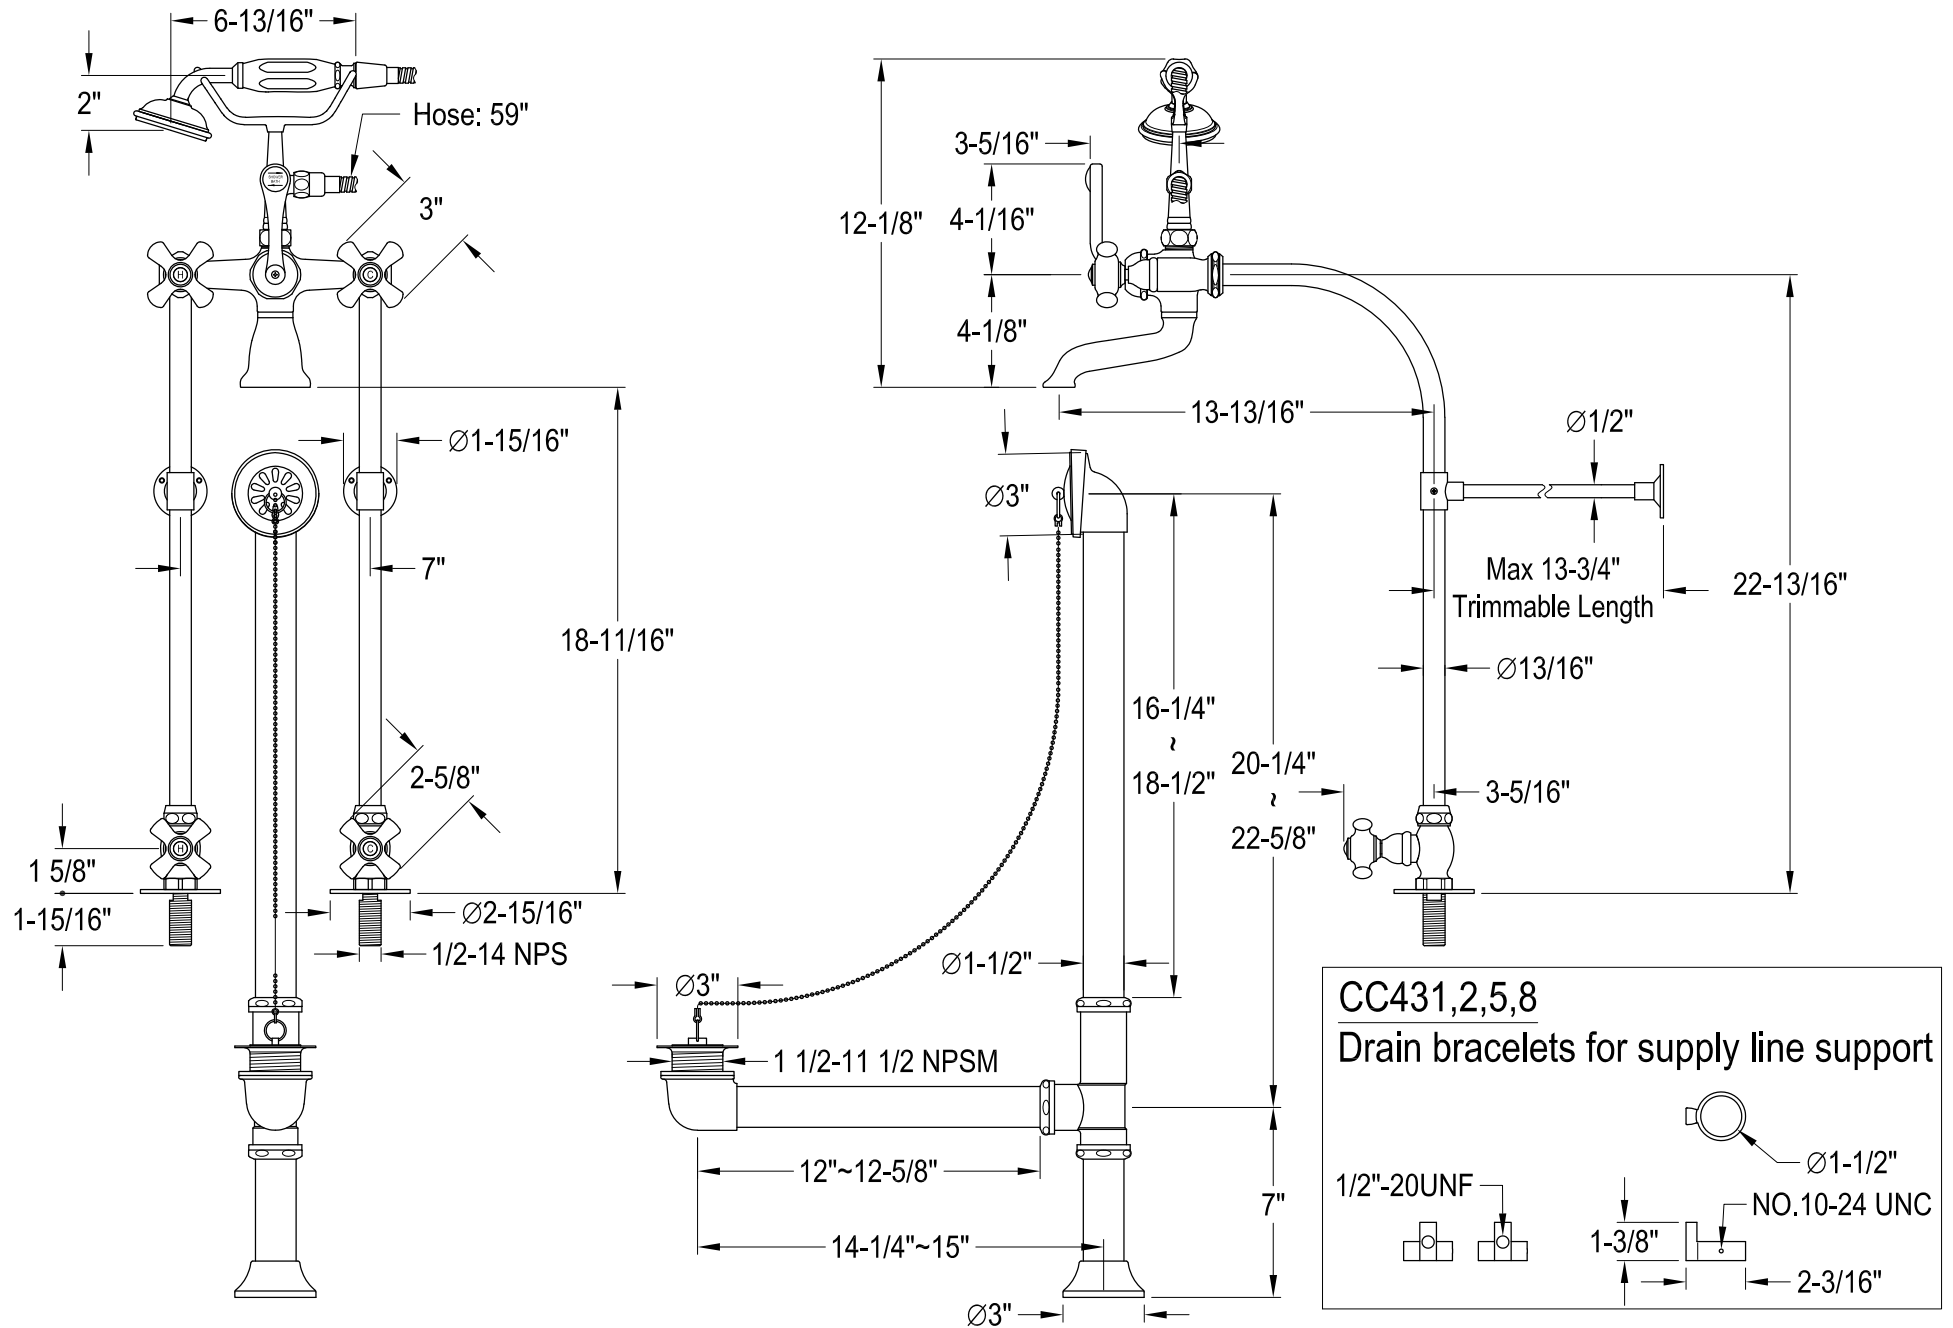 6-13/16"
2"
Hose: 59"
SHOWER
BATH
3"
H
C
Ø1-15/16"
7"
18-11/16"
2-5/8"
H
C
1 5/8"
1-15/16"
Ø2-15/16"
1/2-14 NPS
3-5/16"
12-1/8"
4-1/16"
4-1/8"
13-13/16"
Ø1/2"
Ø3"
Max 13-3/4"
Trimmable Length
22-13/16"
Ø13/16"
16-1/4"
~
18-1/2"
20-1/4"
~
22-5/8"
3-5/16"
Ø1-1/2"
Ø3"
1 1/2-11 1/2 NPSM
12"~12-5/8"
7"
14-1/4"~15"
Ø3"
CC431,2,5,8
Drain bracelets for supply line support
Ø1-1/2"
1/2"-20UNF
NO.10-24 UNC
1-3/8"
2-3/16"